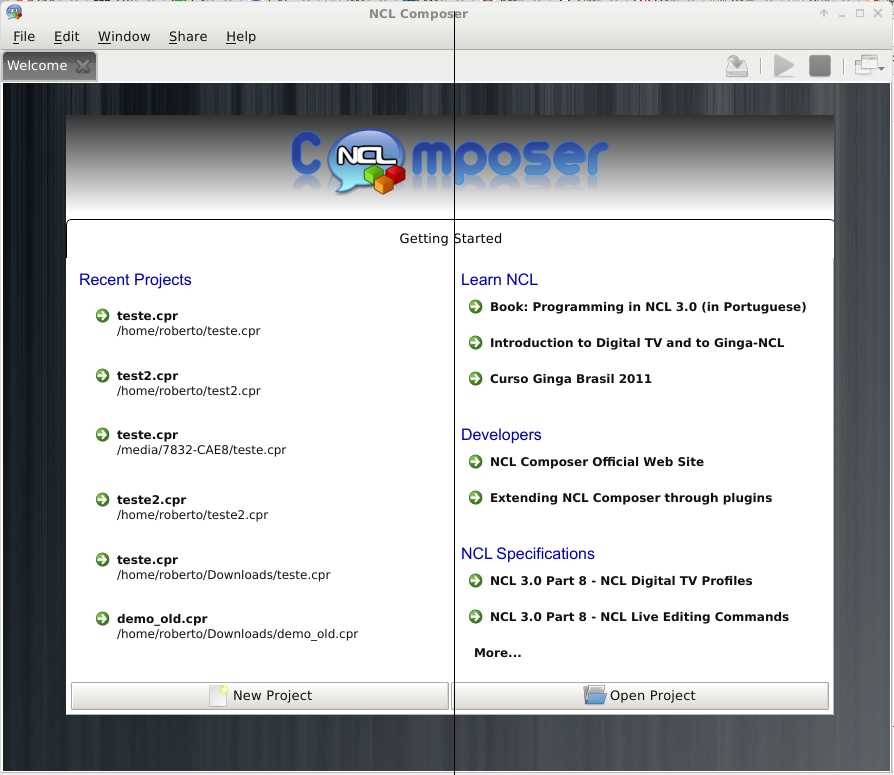 NCL Composer
File Edit Window Share Help
Welcome
C NCL mposer
Getting Started
Recent Projects
teste.cpr
/home/roberto/teste.cpr
test2.cpr
/home/roberto/test2.cpr
teste.cpr
/media/7832-CAE8/teste.cpr
teste2.cpr
/home/roberto/teste2.cpr
teste.cpr
/home/roberto/Downloads/teste.cpr
demo_old.cpr
/home/roberto/Downloads/demo_old.cpr
New Project
Learn NCL
Book: Programming in NCL 3.0 (in Portuguese)
Introduction to Digital TV and to Ginga-NCL
Curso Ginga Brasil 2011
Developers
NCL Composer Official Web Site
Extending NCL Composer through plugins
NCL Specifications
NCL 3.0 Part 8 - NCL Digital TV Profiles
NCL 3.0 Part 8 - NCL Live Editing Commands
More...
Open Project